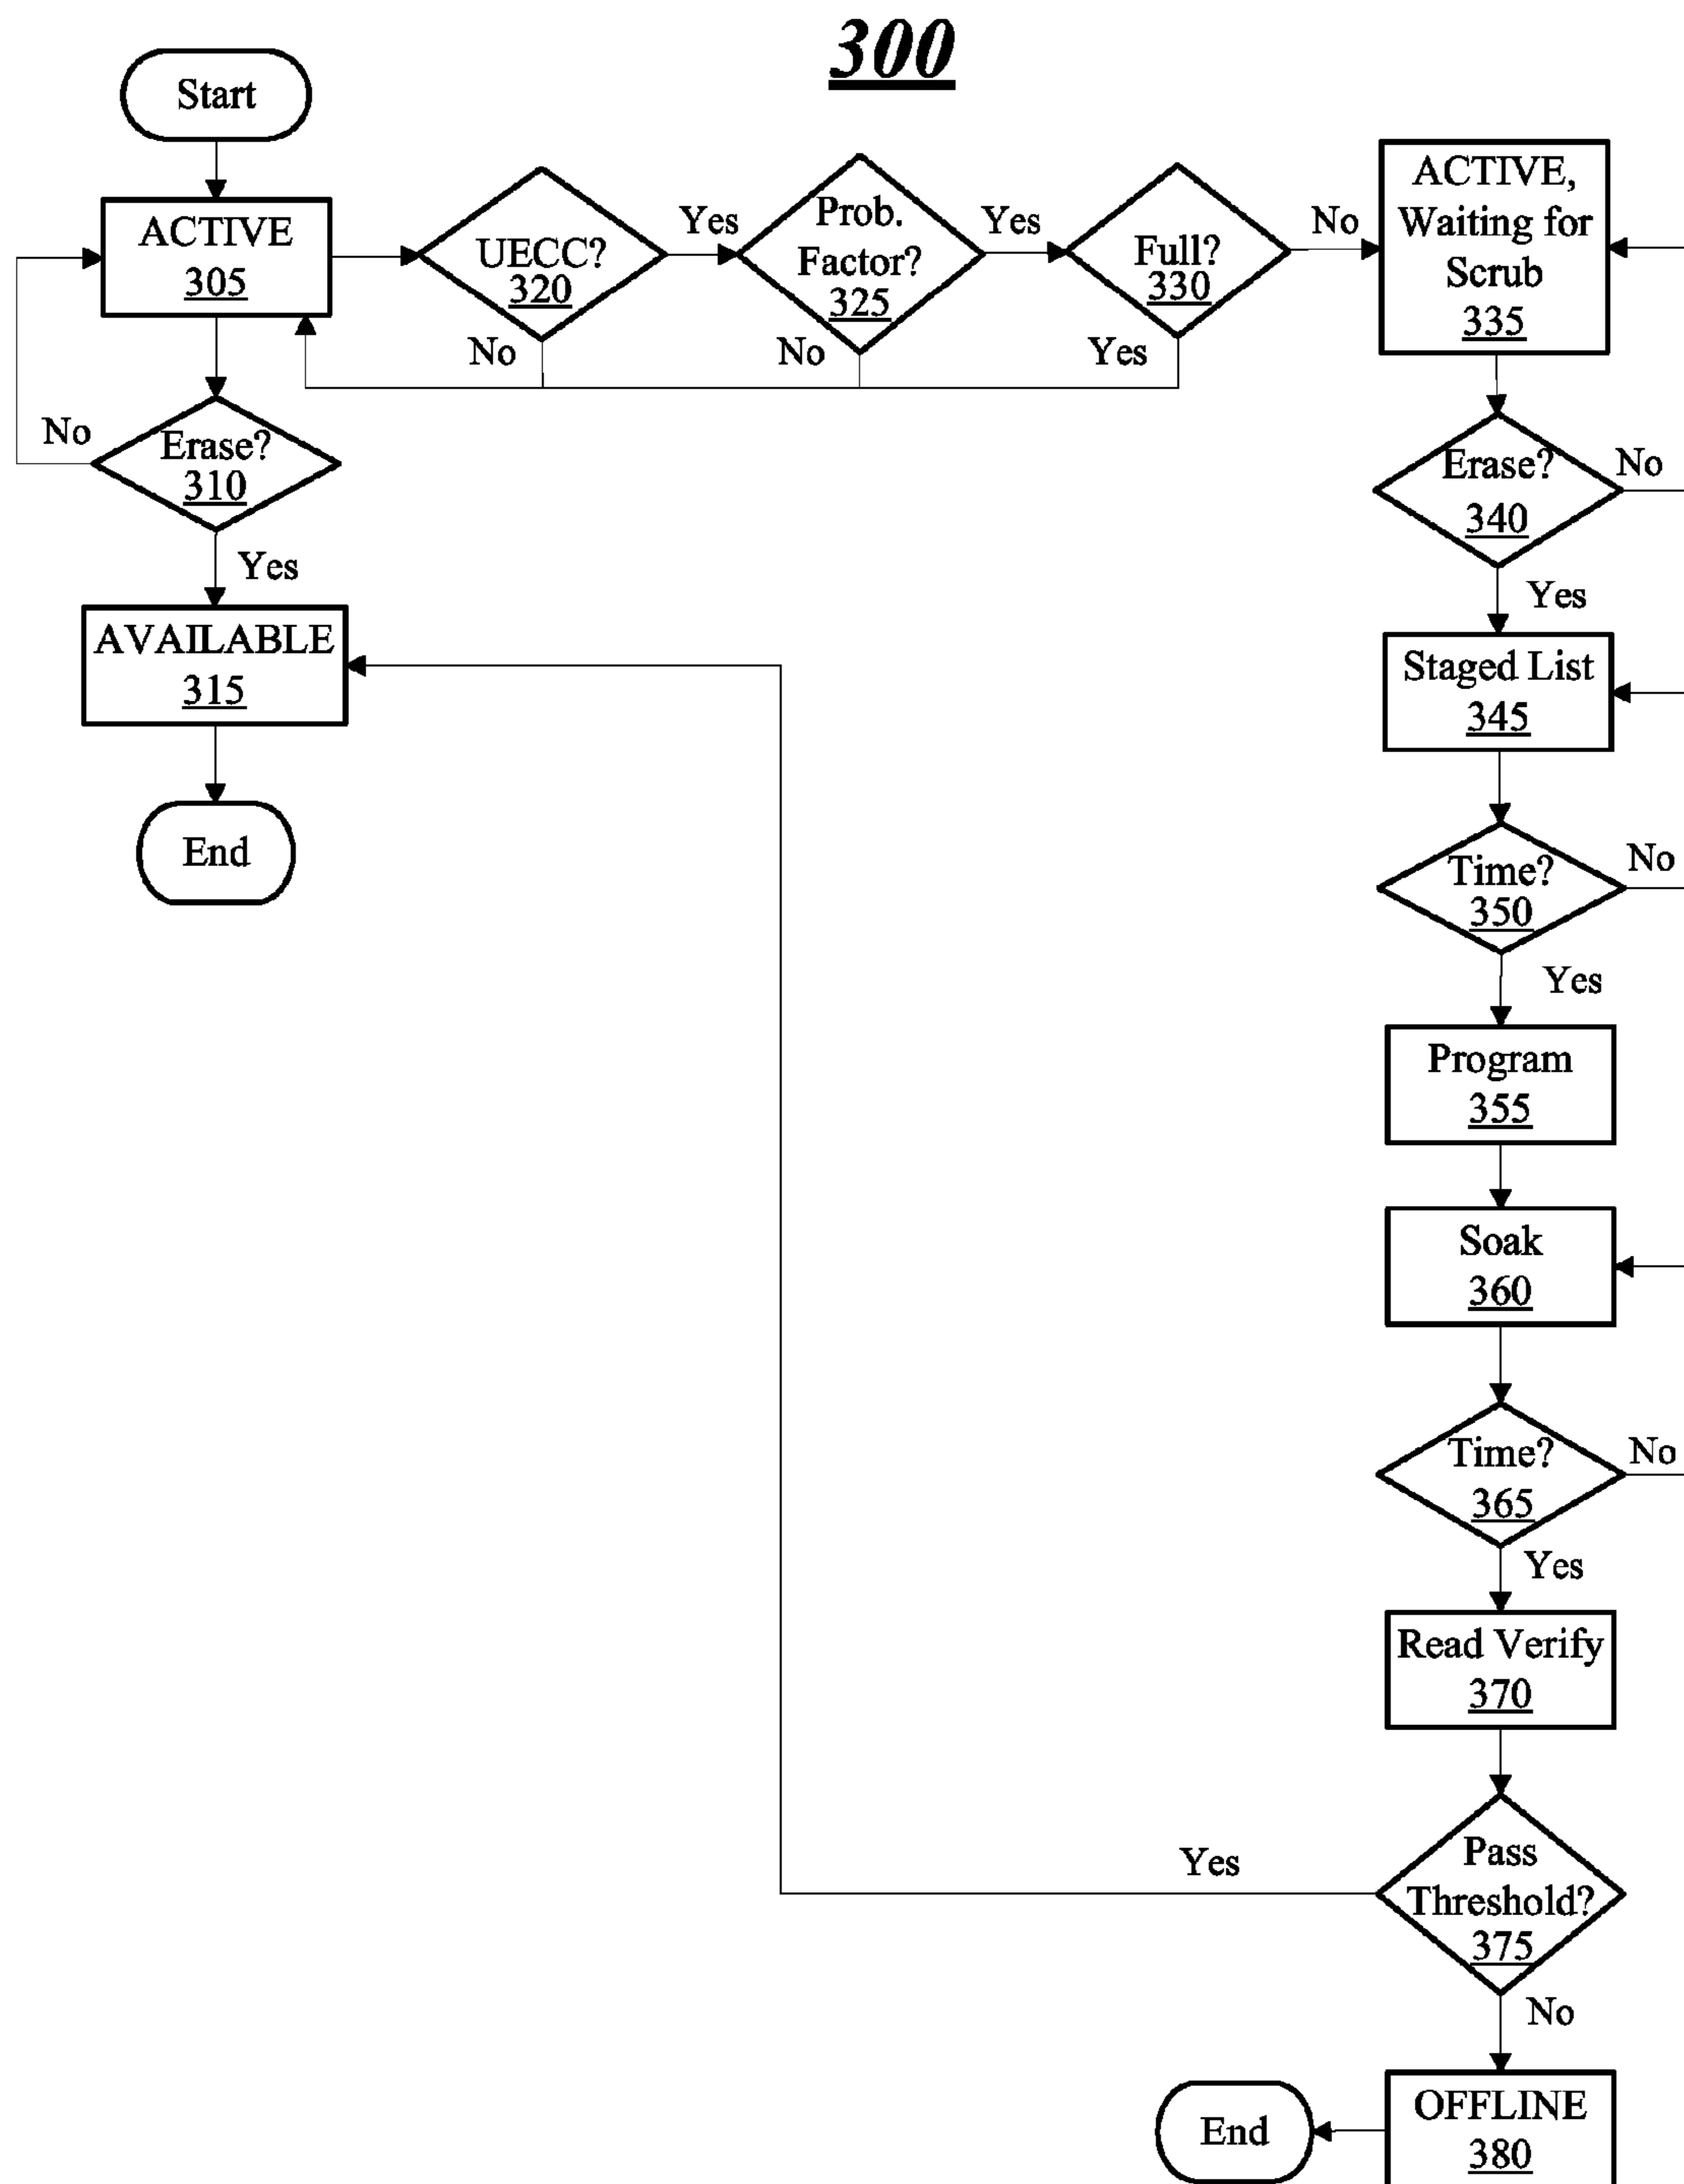 300
Start
ACTIVE
305
UECC?
320
Yes
No
Prob.
Factor?
325
Yes
No
Full?
330
No
Yes
ACTIVE,
Waiting for
Scrub
335
Erase?
310
No
Yes
AVAILABLE
315
End
Erase?
340
No
Yes
Staged List
345
Time?
350
No
Yes
Program
355
Soak
360
Time?
365
No
Yes
Read Verify
370
Pass
Threshold?
375
Yes
No
OFFLINE
380
End